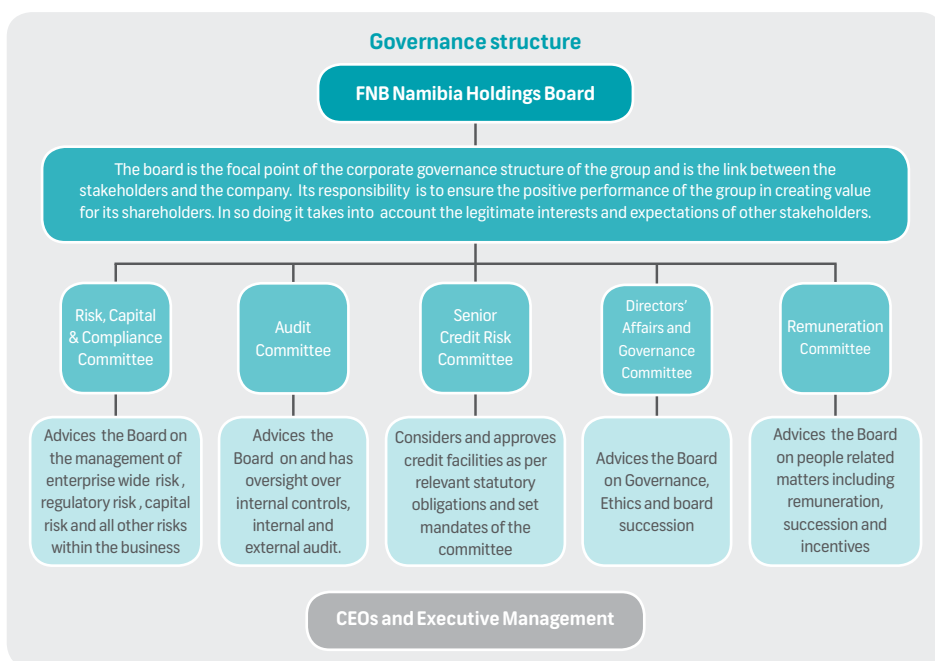 Governance structure
FNB Namibia Holdings Board
The board is the focal point of the corporate governance structure of the group and is the link between the
stakeholders and the company. Its responsibility is to ensure the positive performance of the group in creating value
for its shareholders. In so doing it takes into account the legitimate interests and expectations of other stakeholders.
Risk, Capital
& Compliance
Committee
Audit
Committee
Senior
Credit Risk
Committee
Directors'
Affairs and
Governance
Committee
Remuneration
Committee
Advices the Board on
the management of
enterprise wide risk,
regulatory risk, capital
risk and all other risks
within the business
Advices the
Board on and has
oversight over
internal controls,
internal and
external audit.
Considers and approves
credit facilities as per
relevant statutory
obligations and set
mandates of the
committee
Advices the Board
on Governance,
Ethics and board
succession
Advices the Board
on people related
matters including
remuneration,
succession and
incentives
CEOs and Executive Management